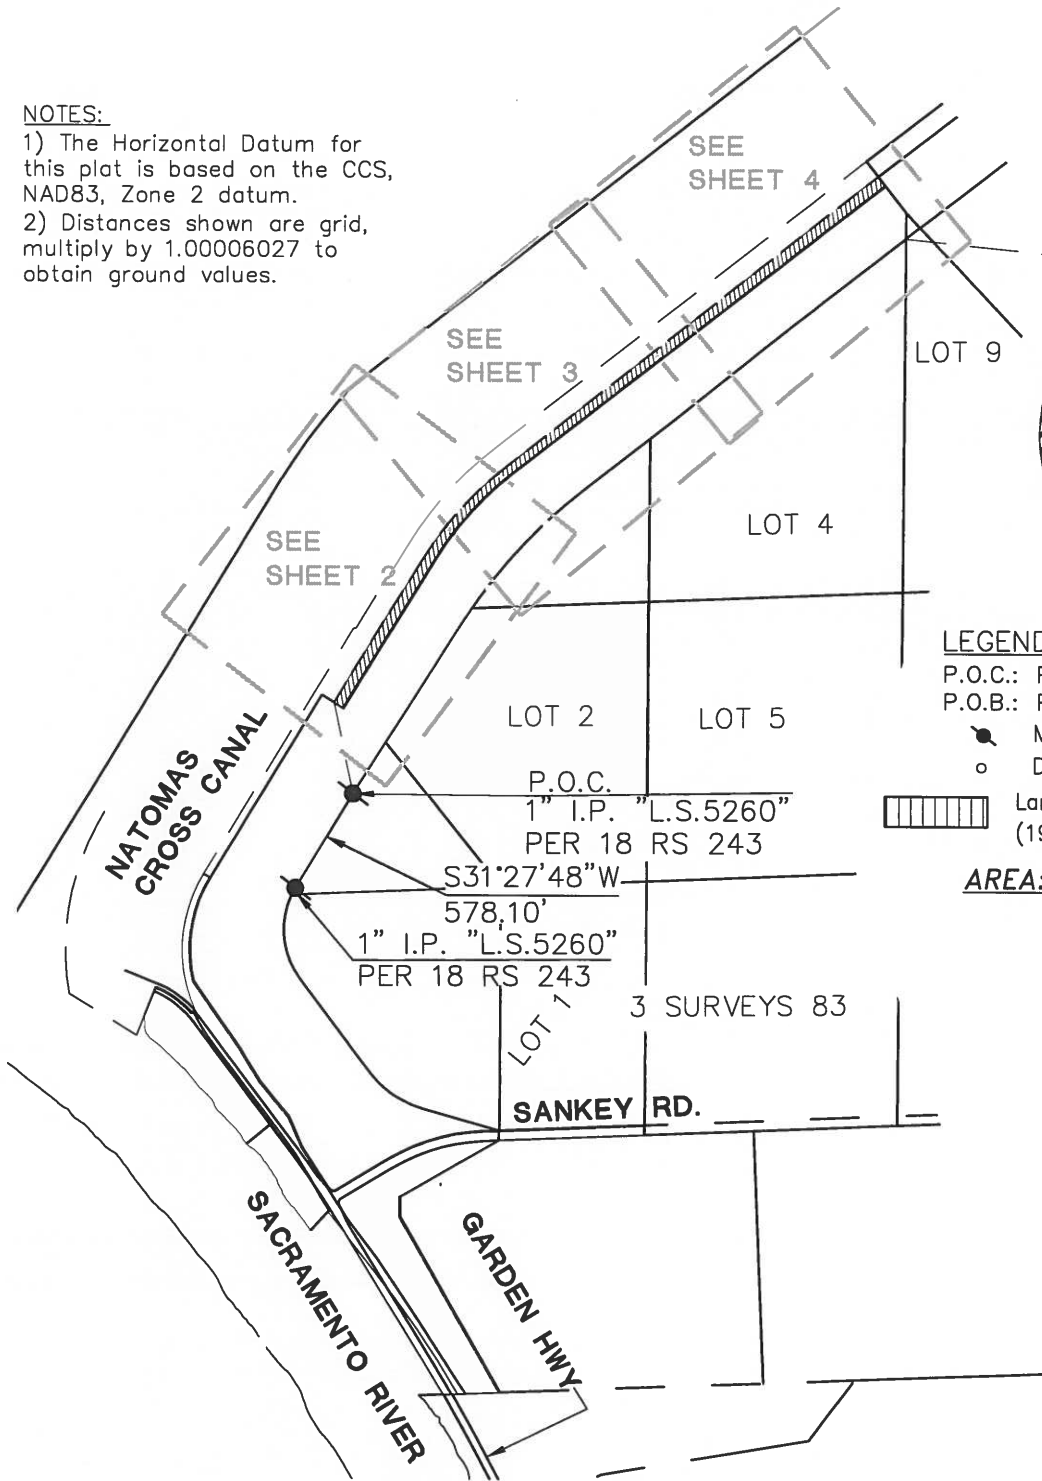 NOTES:
1) The Horizontal Datum for
this plat is based on the CCS,
NAD83, Zone 2 datum.
2) Distances shown are grid,
multiply by 1.00006027 to
obtain ground values.
SEE
SHEET 4
SEE
SHEET 3
LOT 9
SEE
SHEET 2
LOT 4
LEGEND
P.O.C.:
P.O.B.:
LOT 2
LOT 5
NATOMAS
CROSS CANAL
P.O.C.
1" I.P. "L.S.5260"
PER 18 RS 243
(19
AREA:
S31°27'48"W
578.10'
1" I.P. "L.S.5260"
PER 18 RS 243
LOT 1
3 SURVEYS 83
SANKEY RD.
SACRAMENTO RIVER
GARDEN HWY